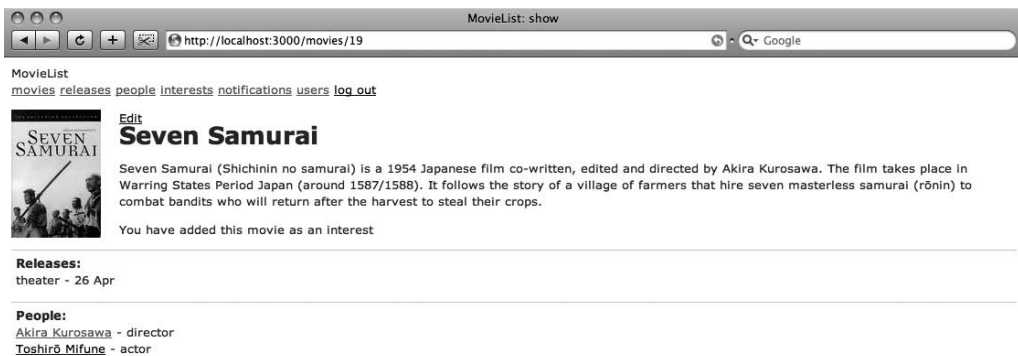 MovieList: show
http://localhost:3000/movies/19
Google
MovieList
movies releases people interests notifications users log out
SEVEN
SAMURAI
Edit
Seven Samurai
Seven Samurai (Shichinin no samurai) is a 1954 Japanese film co-written, edited and directed by Akira Kurosawa. The film takes place in
Warring States Period Japan (around 1587/1588). It follows the story of a village of farmers that hire seven masterless samurai (rōnin) to
combat bandits who will return after the harvest to steal their crops.
You have added this movie as an interest
Releases:
theater - 26 Apr
People:
Akira Kurosawa - director
Toshirō Mifune - actor